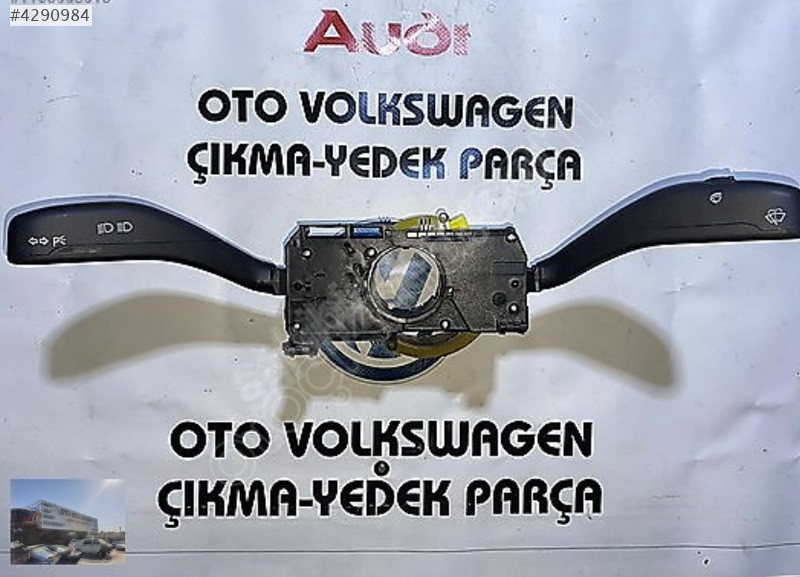 #4290984
Audi
OTO VOLKSWAGEN
ÇIKMA-YEDEK PARÇA
OTO VOLKSWAGEN
ÇIKMA-YEDEK PARÇA